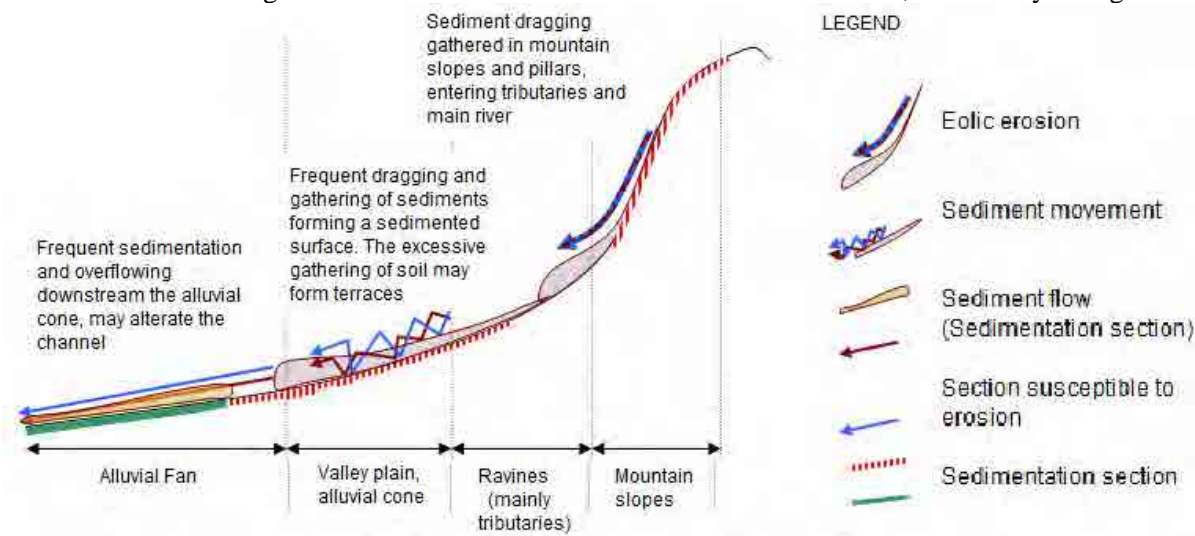 Sediment dragging
gathered in mountain
slopes and pillars,
entering tributaries and
main river
Frequent dragging and
gathering of sediments
forming a sedimented
surface. The excessive
gathering of soil may
form terraces
Frequent sedimentation
and overflowing
downstream the alluvial
cone, may alterate the
channel
Alluvial Fan
Valley plain,
alluvial cone
Ravines
(mainly
tributaries)
Mountain
slopes
LEGEND
Eolic erosion
Sediment movement
Sediment flow
(Sedimentation section)
Section susceptible to
erosion
Sedimentation section